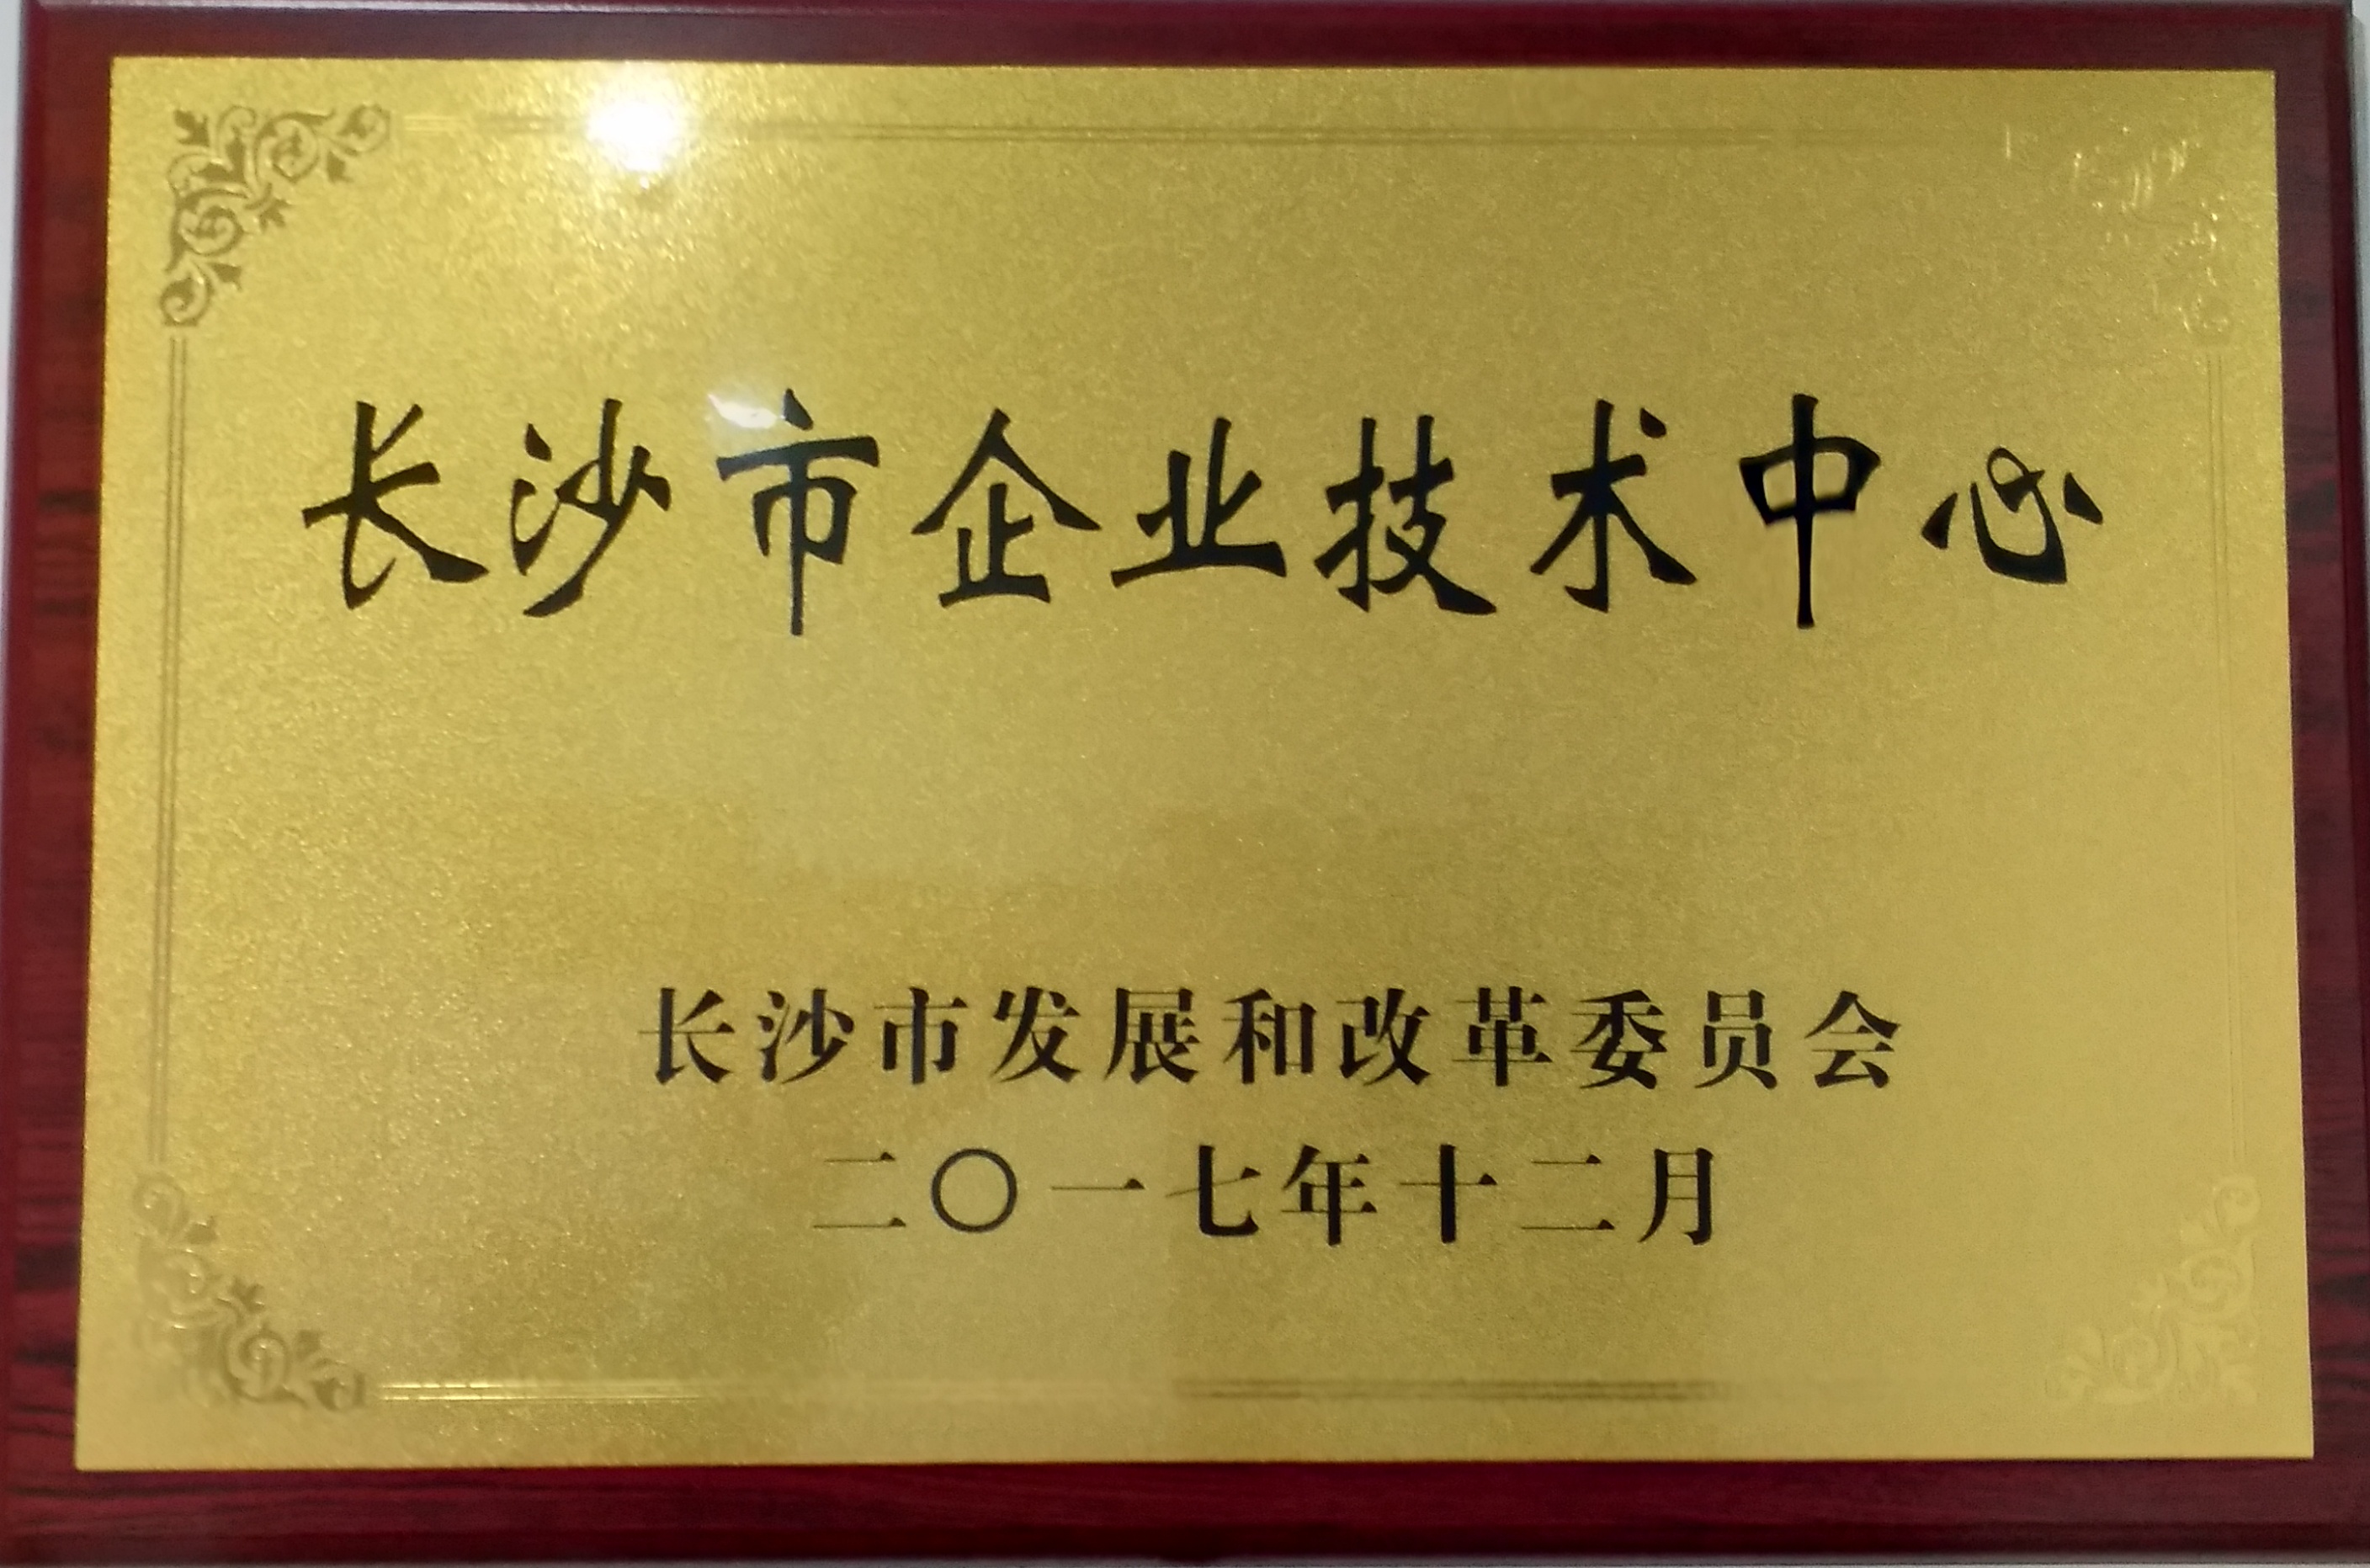 长沙市企业技术中心
长沙市发展和改革委员会
二〇一七年十二月